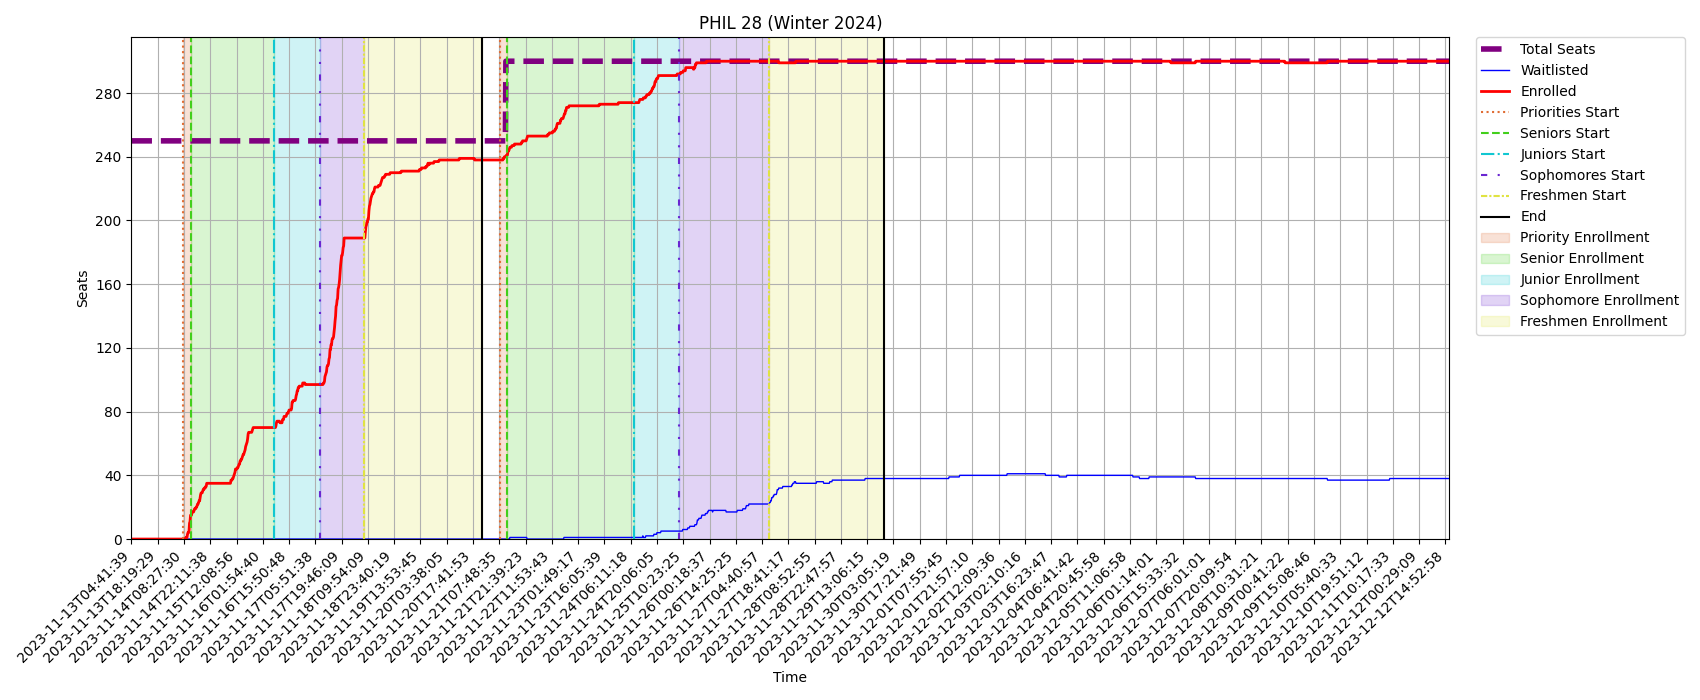 PHIL 28 (Winter 2024)
Seats
280
240
200
160
120
80
40
0
2023-11-13T04:41:39
2023-11-13T18:19:29
2023-11-14T08:27:30
2023-11-14T22:11:38
2023-11-15T12:08:56
2023-11-16T01:54:40
2023-11-16T15:50:48
2023-11-17T05:51:38
2023-11-17T19:46:09
2023-11-18T09:54:09
2023-11-18T23:40:19
2023-11-19T13:53:45
2023-11-20T03:38:05
2023-11-20T17:41:53
2023-11-21T07:48:35
2023-11-21T21:39:23
2023-11-22T11:53:43
2023-11-23T01:49:17
2023-11-23T16:05:39
2023-11-24T06:11:18
2023-11-24T20:06:05
2023-11-25T10:23:25
2023-11-26T00:18:37
2023-11-26T14:25:25
2023-11-27T04:40:57
2023-11-27T18:41:17
2023-11-28T08:52:55
2023-11-28T22:47:57
2023-11-29T13:06:15
2023-11-30T03:05:19
2023-11-30T17:21:49
2023-12-01T07:55:45
2023-12-01T21:57:10
2023-12-02T12:09:36
2023-12-03T02:10:16
2023-12-03T16:23:47
2023-12-04T06:41:42
2023-12-04T20:45:58
2023-12-05T11:06:58
2023-12-06T01:14:01
2023-12-06T15:33:32
2023-12-07T06:01:01
2023-12-07T20:09:54
2023-12-08T10:31:21
2023-12-09T00:41:22
2023-12-09T15:08:46
2023-12-10T05:40:33
2023-12-10T19:51:12
2023-12-11T10:17:33
2023-12-12T00:29:09
2023-12-12T14:52:58
Time
Total Seats
Waitlisted
Enrolled
Priorities Start
Seniors Start
Juniors Start
Sophomores Start
Freshmen Start
End
Priority Enrollment
Senior Enrollment
Junior Enrollment
Sophomore Enrollment
Freshmen Enrollment